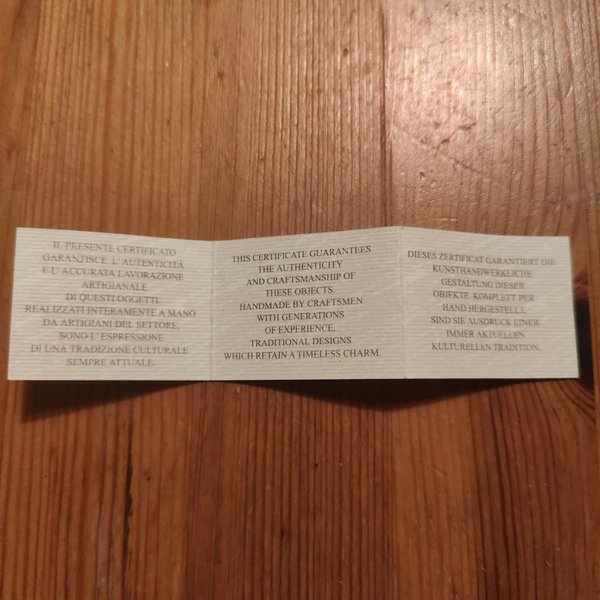 IL PRESENTE CERTIFICATO
GARANTISCE L' AUTENTICITÀ
E L' ACCURATA LAVORAZIONE
ARTIGIANALE
DI QUESTI OGGETTI.
REALIZZATI INTERAMENTE A MANO
DA ARTIGIANI DEL SETTORE,
SONO L' ESPRESSIONE
DI UNA TRADIZIONE CULTURALE
SEMPRE ATTUALE.
THIS CERTIFICATE GUARANTEES
THE AUTHENTICITY
AND CRAFTSMANSHIP OF
THESE OBJECTS.
HANDMADE BY CRAFTSMEN
WITH GENERATIONS
OF EXPERIENCE.
TRADITIONAL DESIGNS
WHICH RETAIN A TIMELESS CHARM.
DIESES ZERTIFICAT GARANTIERT DIE
KUNSTHANDWERKLICHE
GESTALTUNG DIESER
OBJEKTE. KOMPLETT PER
HAND HERGESTELLT,
SIND SIE AUSDRUCK EINER
IMMER AKTUELLEN
KULTURELLEN TRADITION.